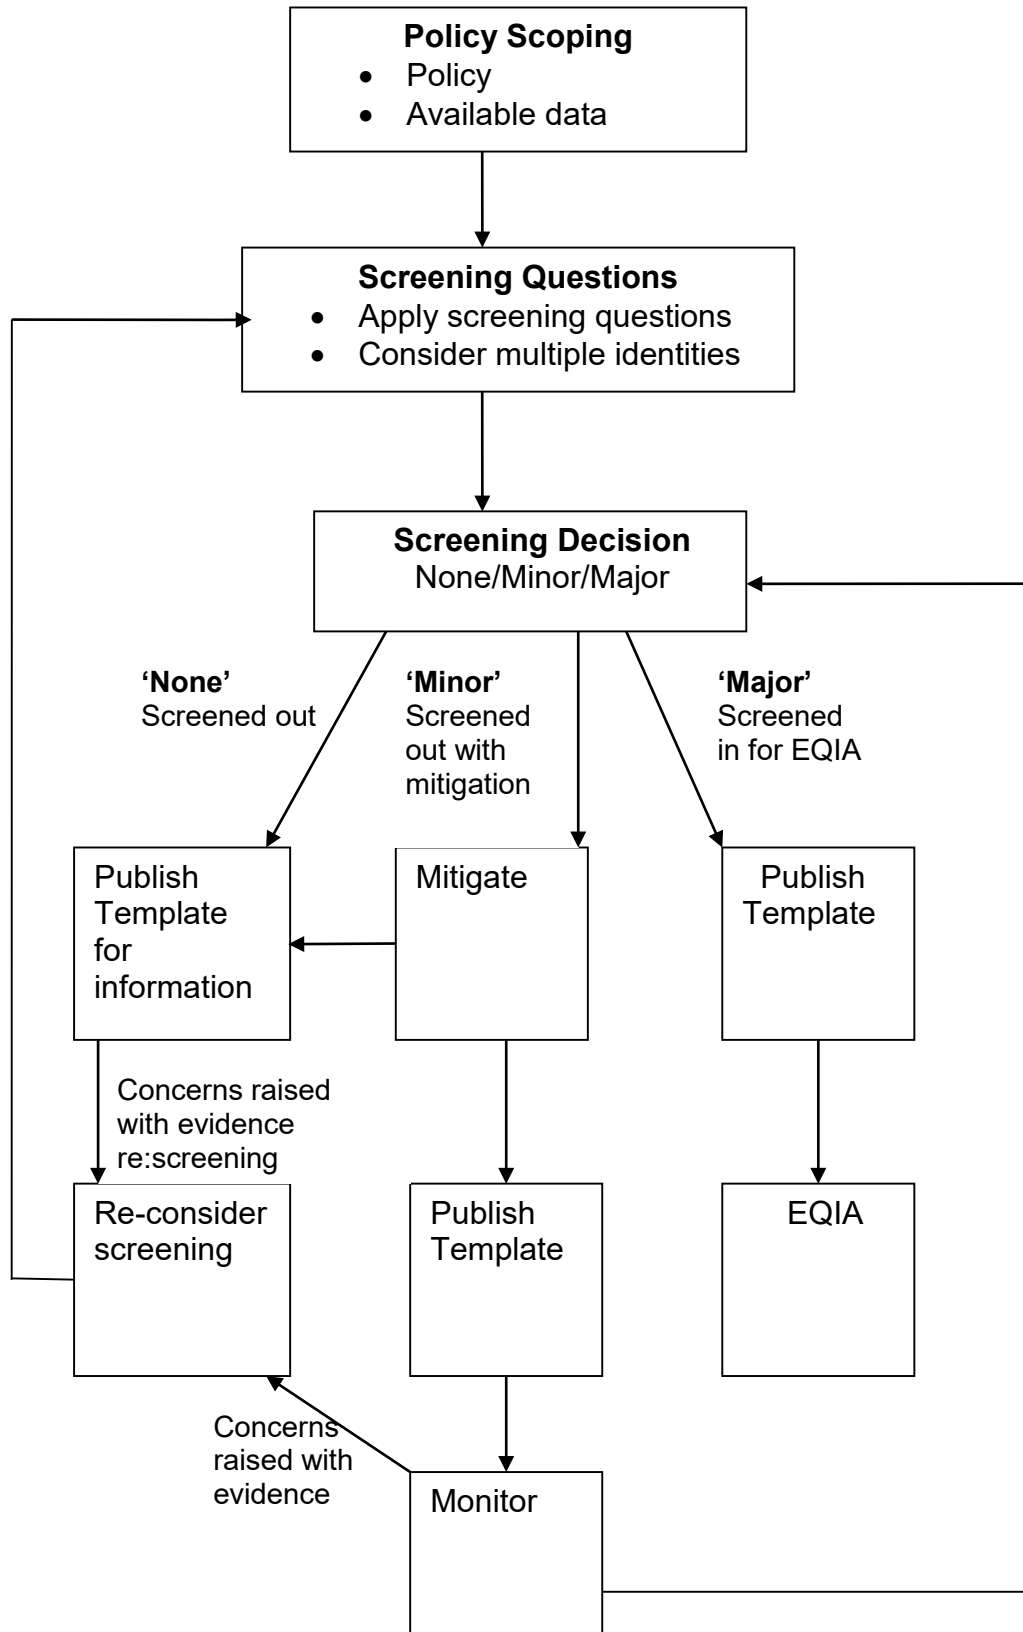 Policy Scoping
• Policy
• Available data
Screening Questions
• Apply screening questions
• Consider multiple identities
Screening Decision
None/Minor/Major
‘None’
Screened out
‘Minor’
Screened
out with
mitigation
‘Major’
Screened
in for EQIA
Publish
Template
for
information
Mitigate
Publish
Template
Concerns raised
with evidence
re:screening
Re-consider
screening
Publish
Template
EQIA
Concerns
raised with
evidence
Monitor